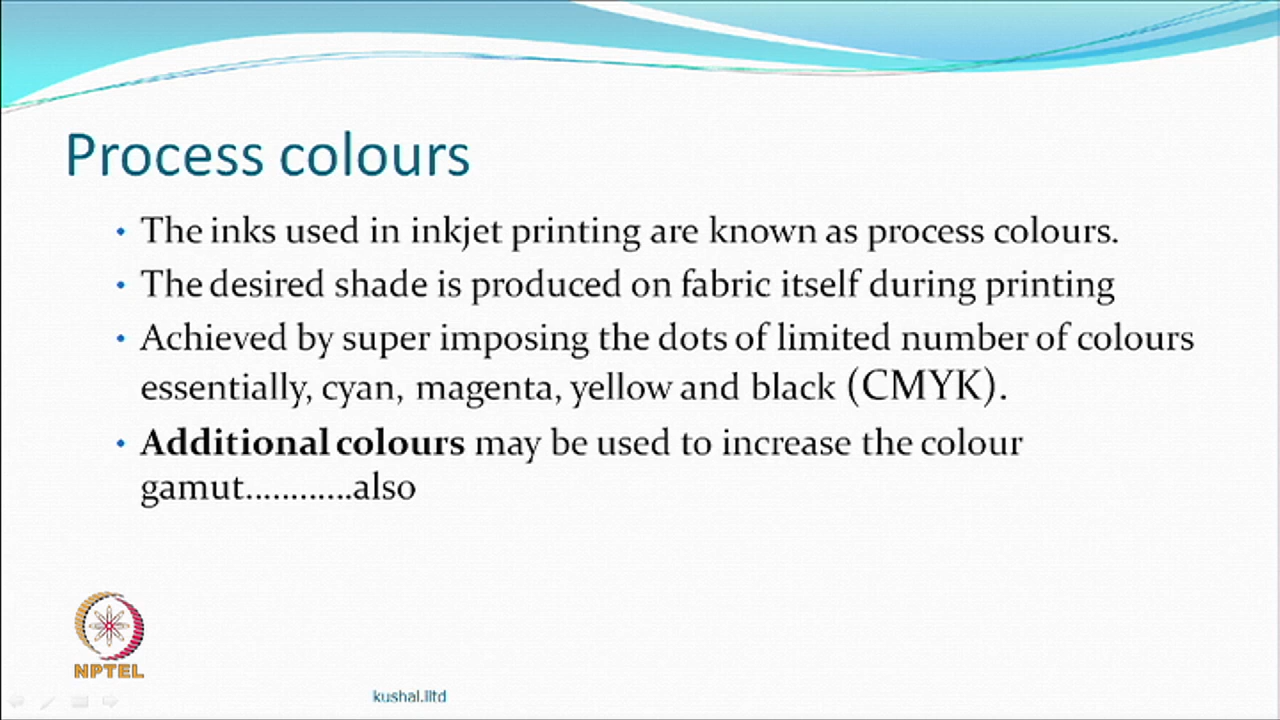 Process colours
• The inks used in inkjet printing are known as process colours.
• The desired shade is produced on fabric itself during printing
• Achieved by super imposing the dots of limited number of colours
essentially, cyan, magenta, yellow and black (CMYK).
• Additional colours may be used to increase the colour
gamut............also
NPTEL
kushal.iitd